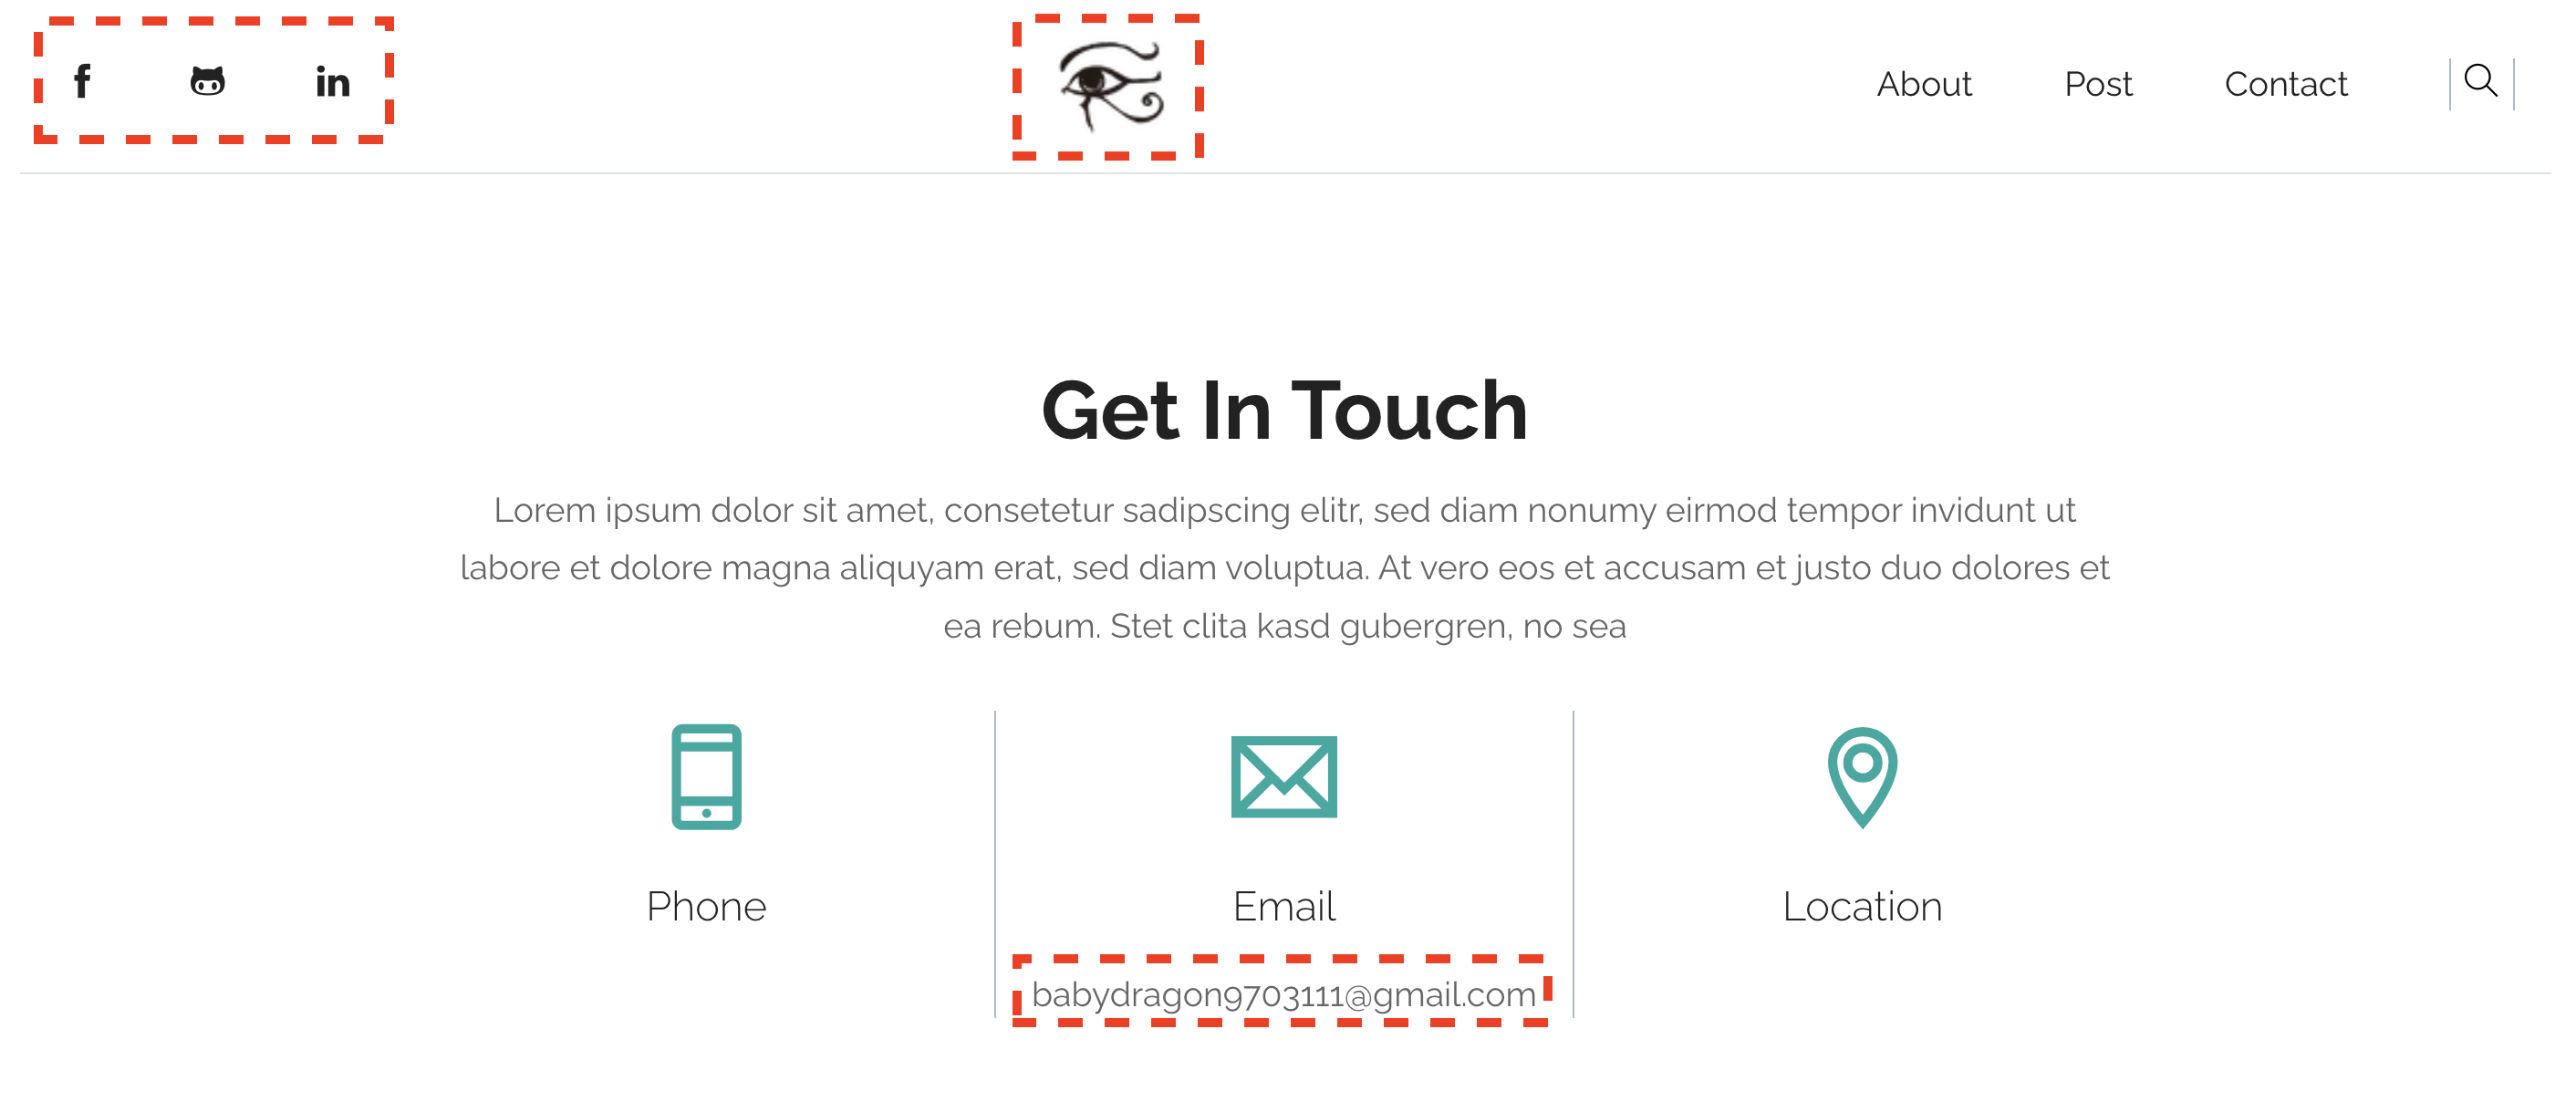 About Post Contact
Get In Touch
Lorem ipsum dolor sit amet, consetetur sadipscing elitr, sed diam nonumy eirmod tempor invidunt ut
labore et dolore magna aliquyam erat, sed diam voluptua. At vero eos et accusam et justo duo dolores et
ea rebum. Stet clita kasd gubergren, no sea
Phone Email Location
babydragon9703111@gmail.com